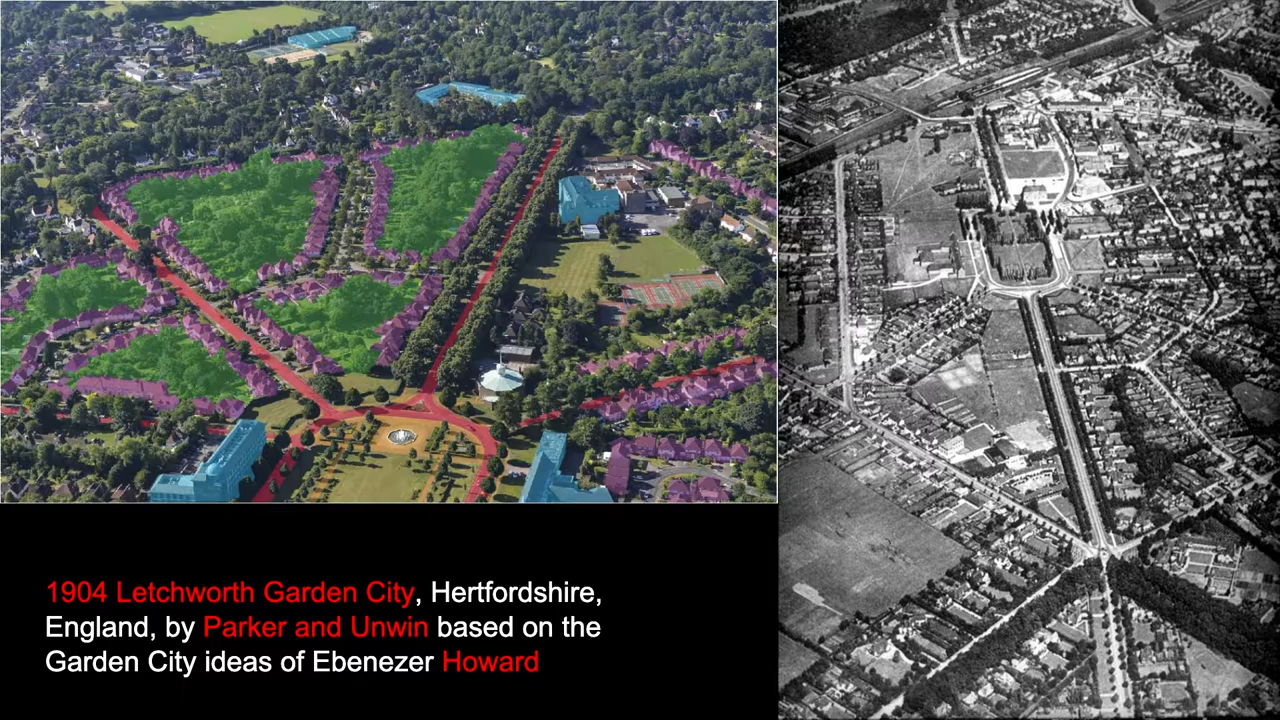 1904 Letchworth Garden City, Hertfordshire,
England, by Parker and Unwin based on the
Garden City ideas of Ebenezer Howard